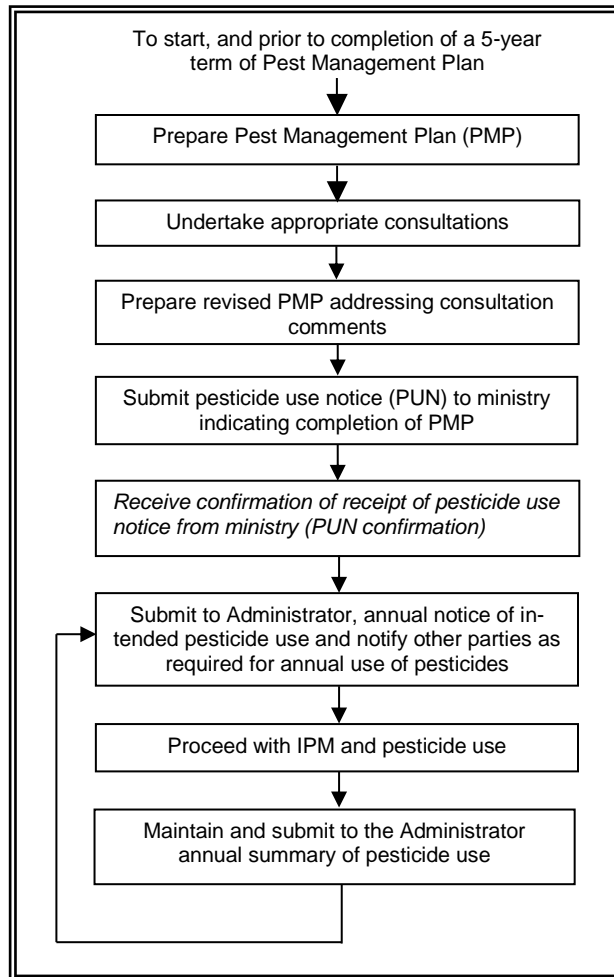 To start, and prior to completion of a 5-year
term of Pest Management Plan
Prepare Pest Management Plan (PMP)
Undertake appropriate consultations
Prepare revised PMP addressing consultation
comments
Submit pesticide use notice (PUN) to ministry
indicating completion of PMP
Receive confirmation of receipt of pesticide use
notice from ministry (PUN confirmation)
Submit to Administrator, annual notice of in-
tended pesticide use and notify other parties as
required for annual use of pesticides
Proceed with IPM and pesticide use
Maintain and submit to the Administrator
annual summary of pesticide use